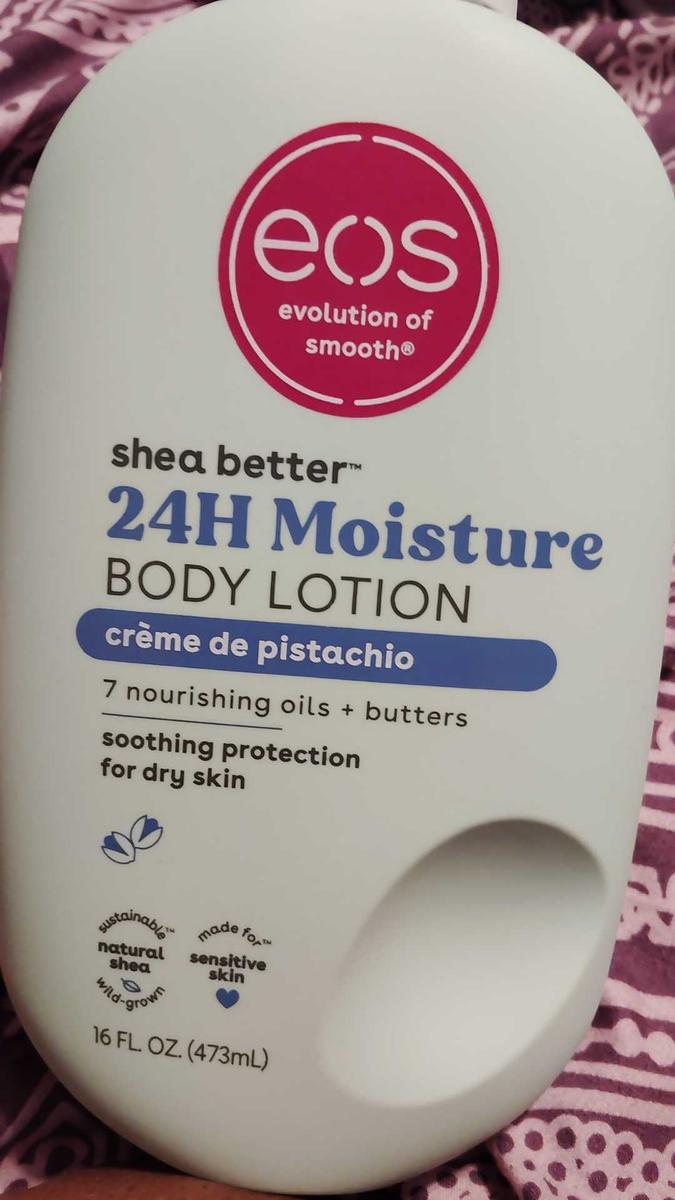 eos
evolution of
smooth®
shea better™
24H Moisture
BODY LOTION
crème de pistachio
7 nourishing oils + butters
soothing protection
for dry skin
sustainable™
natural
shea
wild-grown
made for™
sensitive
skin
16 FL. OZ. (473mL)